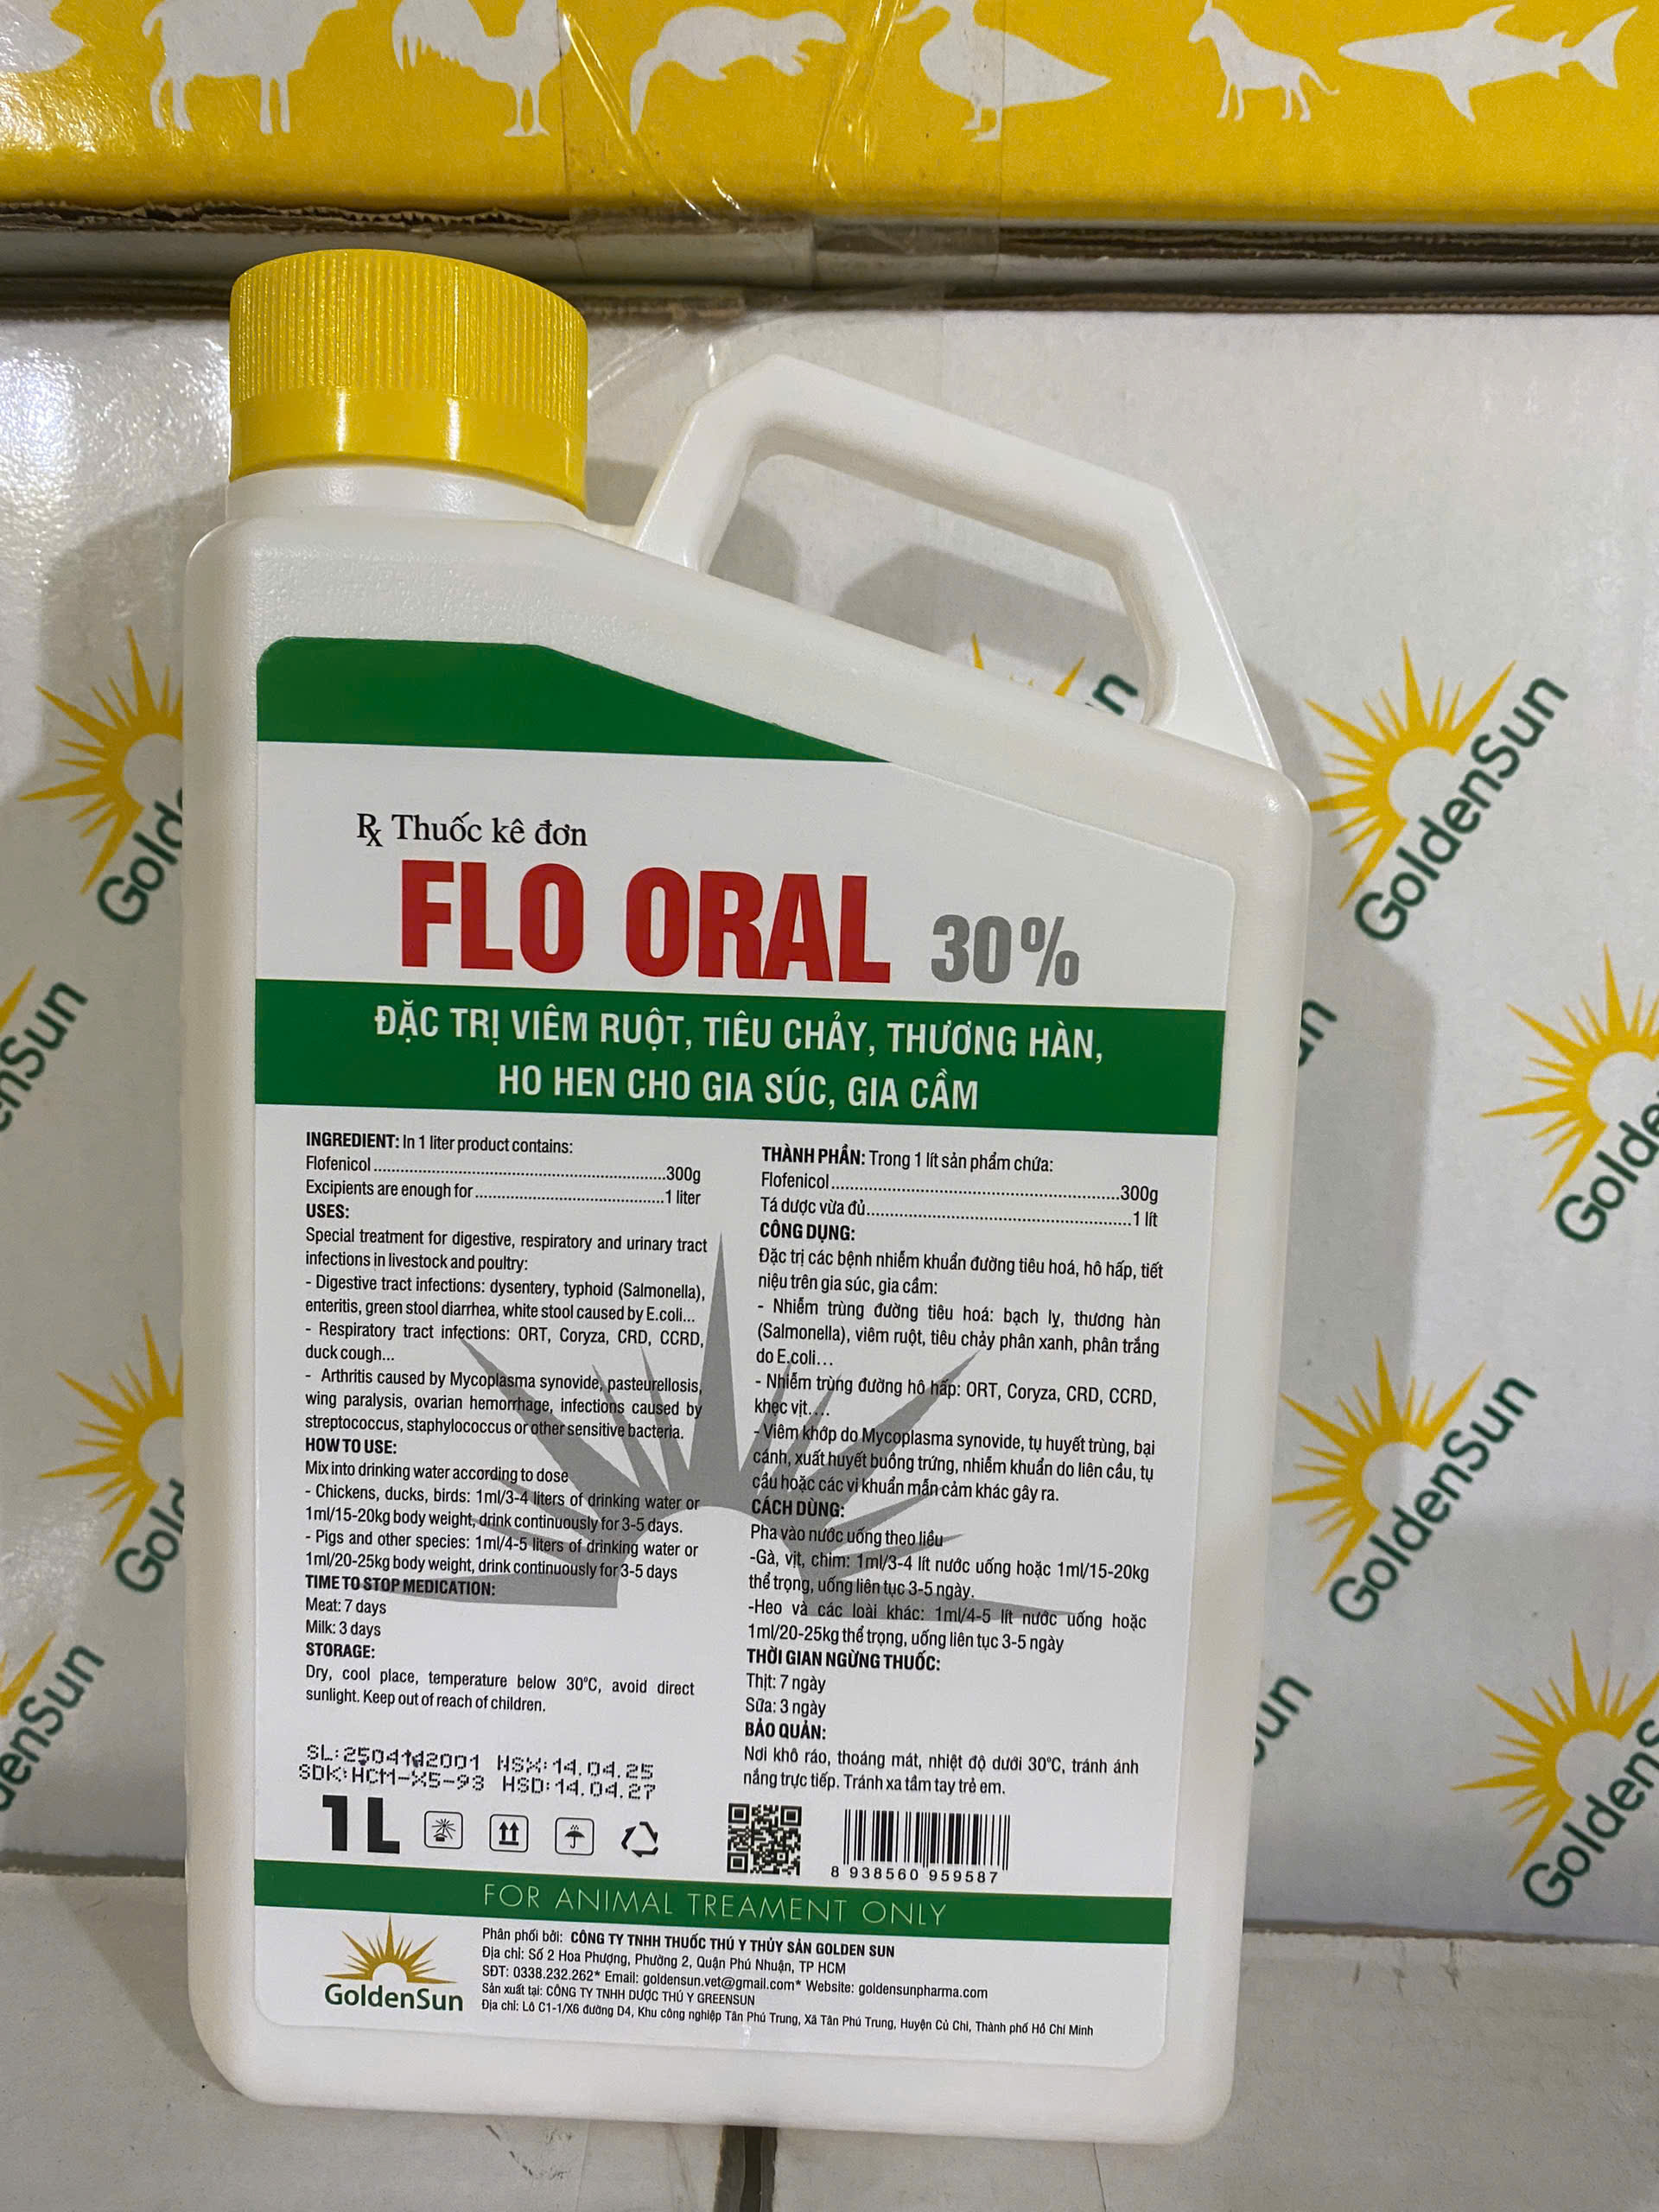 ℞ Thuốc kê đơn
FLO ORAL 30%
ĐẶC TRỊ VIÊM RUỘT, TIÊU CHẢY, THƯƠNG HÀN,
HO HEN CHO GIA SÚC, GIA CẦM
INGREDIENT: In 1 liter product contains:
Flofenicol...300g
Excipients are enough for...1 liter
USES:
Special treatment for digestive, respiratory and urinary tract
infections in livestock and poultry:
- Digestive tract infections: dysentery, typhoid (Salmonella),
enteritis, green stool diarrhea, white stool caused by E.coli...
- Respiratory tract infections: ORT, Coryza, CRD, CCRD,
duck cough...
- Arthritis caused by Mycoplasma synovide, pasteurellosis,
wing paralysis, ovarian hemorrhage, infections caused by
streptococcus, staphylococcus or other sensitive bacteria.
HOW TO USE:
Mix into drinking water according to dose
- Chickens, ducks, birds: 1ml/3-4 liters of drinking water or
1ml/15-20kg body weight, drink continuously for 3-5 days.
- Pigs and other species: 1ml/4-5 liters of drinking water or
1ml/20-25kg body weight, drink continuously for 3-5 days
TIME TO STOP MEDICATION:
Meat: 7 days
Milk: 3 days
STORAGE:
Dry, cool place, temperature below 30°C, avoid direct
sunlight. Keep out of reach of children.
THÀNH PHẦN: Trong 1 lít sản phẩm chứa:
Flofenicol...300g
Tá dược vừa đủ...1 lít
CÔNG DỤNG:
Đặc trị các bệnh nhiễm khuẩn đường tiêu hoá, hô hấp, tiết
niệu trên gia súc, gia cầm:
- Nhiễm trùng đường tiêu hoá: bạch lỵ, thương hàn
(Salmonella), viêm ruột, tiêu chảy phân xanh, phân trắng
do E.coli...
- Nhiễm trùng đường hô hấp: ORT, Coryza, CRD, CCRD,
khẹc vịt....
- Viêm khớp do Mycoplasma synovide, tụ huyết trùng, bại
cánh, xuất huyết buồng trứng, nhiễm khuẩn do liên cầu, tụ
cầu hoặc các vi khuẩn mẫn cảm khác gây ra.
CÁCH DÙNG:
Pha vào nước uống theo liều
-Gà, vịt, chim: 1ml/3-4 lít nước uống hoặc 1ml/15-20kg
thể trọng, uống liên tục 3-5 ngày.
-Heo và các loài khác: 1ml/4-5 lít nước uống hoặc
1ml/20-25kg thể trọng, uống liên tục 3-5 ngày
THỜI GIAN NGỪNG THUỐC:
Thịt: 7 ngày
Sữa: 3 ngày
BẢO QUẢN:
Nơi khô ráo, thoáng mát, nhiệt độ dưới 30°C, tránh ánh
nắng trực tiếp. Tránh xa tầm tay trẻ em.
NSX:14.04.25
SDK:HCM-X5-93 HSD:14.04.27
1L
8 938560 959587
FOR ANIMAL TREAMENT ONLY
GoldenSun
Phân phối bởi: CÔNG TY TNHH THUỐC THÚ Y THỦY SẢN GOLDEN SUN
Địa chỉ: Số 2 Hoa Phượng, Phường 2, Quận Phú Nhuận, TP HCM
SĐT: 0338.232.262* Email: goldensun.vet@gmail.com* Website: goldensunpharma.com
Sản xuất tại: CÔNG TY TNHH DƯỢC THÚ Y GREENSUN
Địa chỉ: Lô C1-1/X6 đường D4, Khu công nghiệp Tân Phú Trung, Xã Tân Phú Trung, Huyện Củ Chi, Thành phố Hồ Chí Minh
GoldenSun
GoldenSun